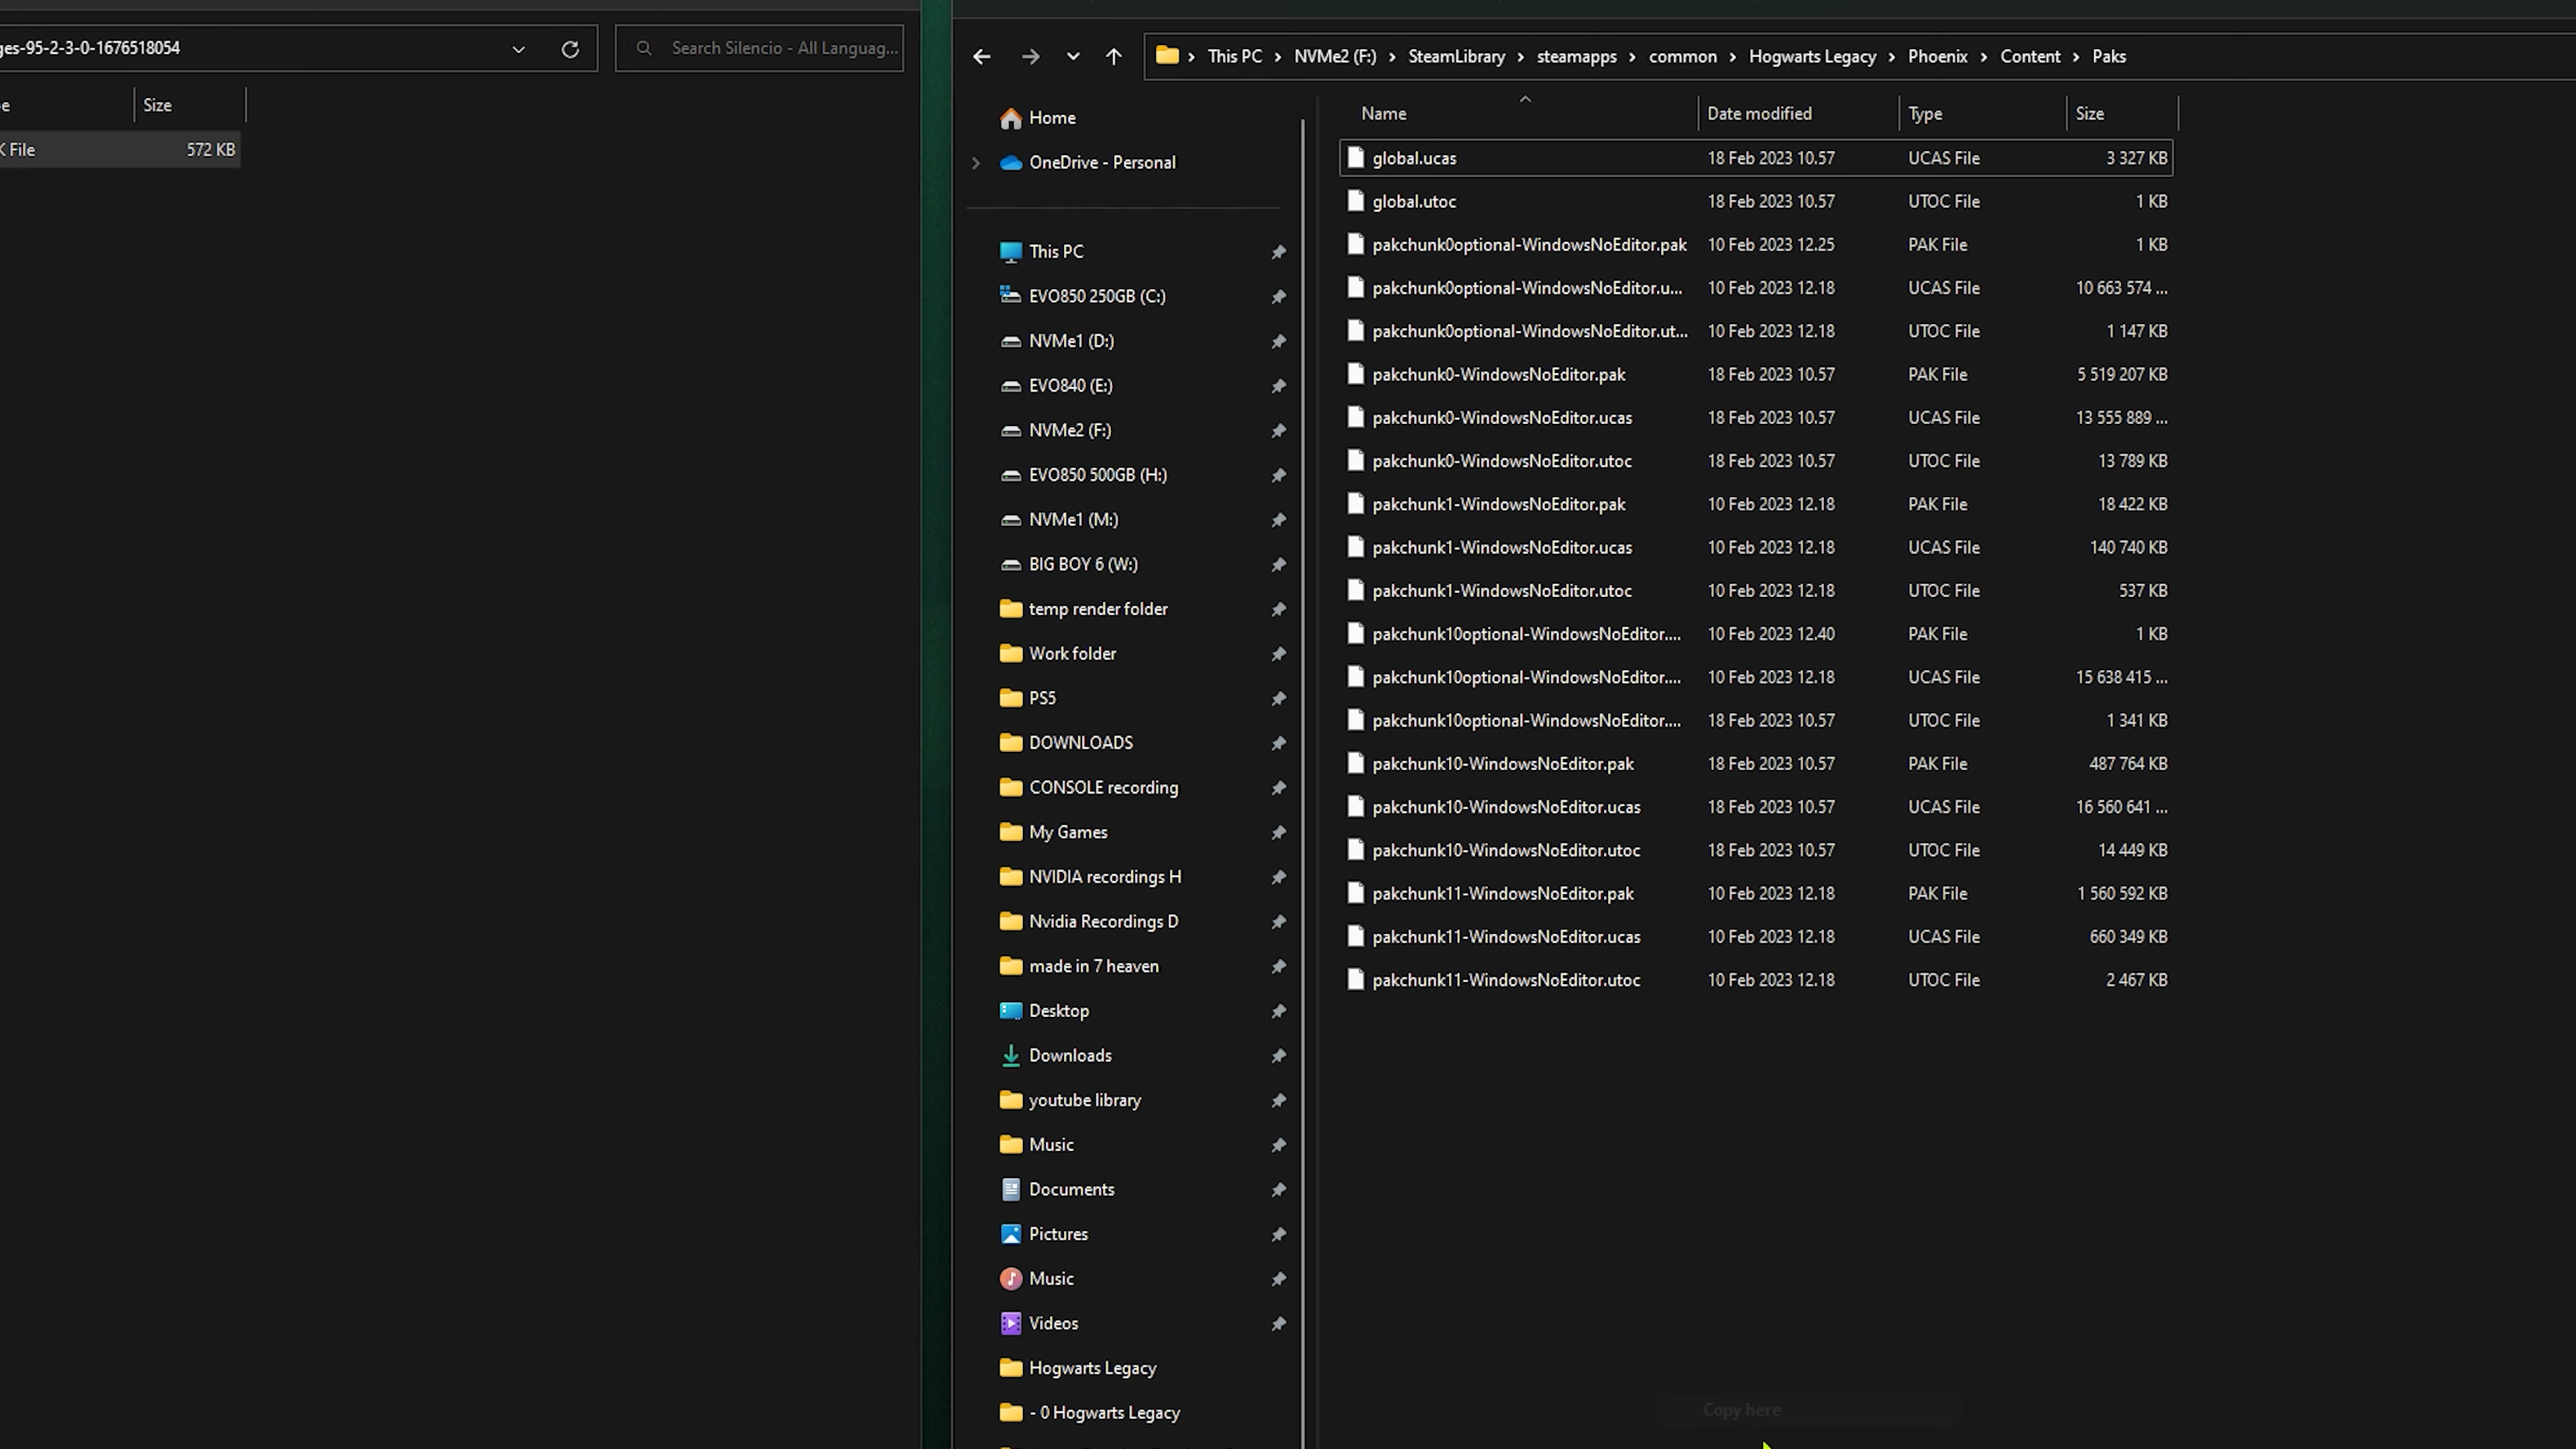 ges-95-2-3-0-1676518054
Search Silencio - All Languag...
Size
K File 572 KB
This PC > NVMe2 (F:) > SteamLibrary > steamapps > common > Hogwarts Legacy > Phoenix > Content > Paks
Home
OneDrive - Personal
This PC
EVO850 250GB (C:)
NVMe1 (D:)
EVO840 (E:)
NVMe2 (F:)
EVO850 500GB (H:)
NVMe1 (M:)
BIG BOY 6 (W:)
temp render folder
Work folder
PS5
DOWNLOADS
CONSOLE recording
My Games
NVIDIA recordings H
Nvidia Recordings D
made in 7 heaven
Desktop
Downloads
youtube library
Music
Documents
Pictures
Music
Videos
Hogwarts Legacy
- 0 Hogwarts Legacy
Name Date modified Type Size
global.ucas 18 Feb 2023 10.57 UCAS File 3 327 KB
global.utoc 18 Feb 2023 10.57 UTOC File 1 KB
pakchunk0optional-WindowsNoEditor.pak 10 Feb 2023 12.25 PAK File 1 KB
pakchunk0optional-WindowsNoEditor.u... 10 Feb 2023 12.18 UCAS File 10 663 574 ...
pakchunk0optional-WindowsNoEditor.ut... 10 Feb 2023 12.18 UTOC File 1 147 KB
pakchunk0-WindowsNoEditor.pak 18 Feb 2023 10.57 PAK File 5 519 207 KB
pakchunk0-WindowsNoEditor.ucas 18 Feb 2023 10.57 UCAS File 13 555 889 ...
pakchunk0-WindowsNoEditor.utoc 18 Feb 2023 10.57 UTOC File 13 789 KB
pakchunk1-WindowsNoEditor.pak 10 Feb 2023 12.18 PAK File 18 422 KB
pakchunk1-WindowsNoEditor.ucas 10 Feb 2023 12.18 UCAS File 140 740 KB
pakchunk1-WindowsNoEditor.utoc 10 Feb 2023 12.18 UTOC File 537 KB
pakchunk10optional-WindowsNoEditor.... 10 Feb 2023 12.40 PAK File 1 KB
pakchunk10optional-WindowsNoEditor.... 10 Feb 2023 12.18 UCAS File 15 638 415 ...
pakchunk10optional-WindowsNoEditor.... 18 Feb 2023 10.57 UTOC File 1 341 KB
pakchunk10-WindowsNoEditor.pak 18 Feb 2023 10.57 PAK File 487 764 KB
pakchunk10-WindowsNoEditor.ucas 18 Feb 2023 10.57 UCAS File 16 560 641 ...
pakchunk10-WindowsNoEditor.utoc 18 Feb 2023 10.57 UTOC File 14 449 KB
pakchunk11-WindowsNoEditor.pak 10 Feb 2023 12.18 PAK File 1 560 592 KB
pakchunk11-WindowsNoEditor.ucas 10 Feb 2023 12.18 UCAS File 660 349 KB
pakchunk11-WindowsNoEditor.utoc 10 Feb 2023 12.18 UTOC File 2 467 KB
Copy here